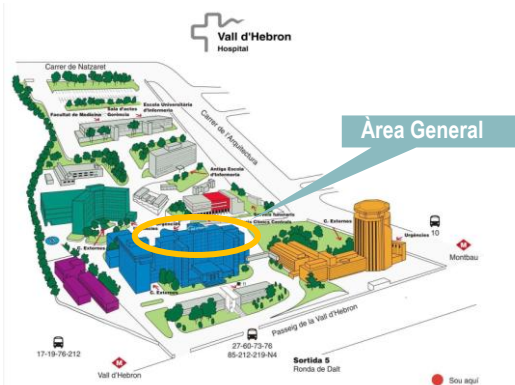 Vall d'Hebron
Hospital
Carrer de Natzaret
Sala d'actes
Gerència
Escola Universitària
d'Infermeria
Facultat de Medicina
Carrer de l'Arquitectura
Àrea General
Antiga Escola
d'Infermeria
C. Externes
C. Externes
Urgències
10
Montbau
C. Externes
Passeig de la Vall d'Hebron
17-19-76-212
Vall d'Hebron
27-60-73-76
85-212-219-N4
Sortida 5
Ronda de Dalt
Sou aquí